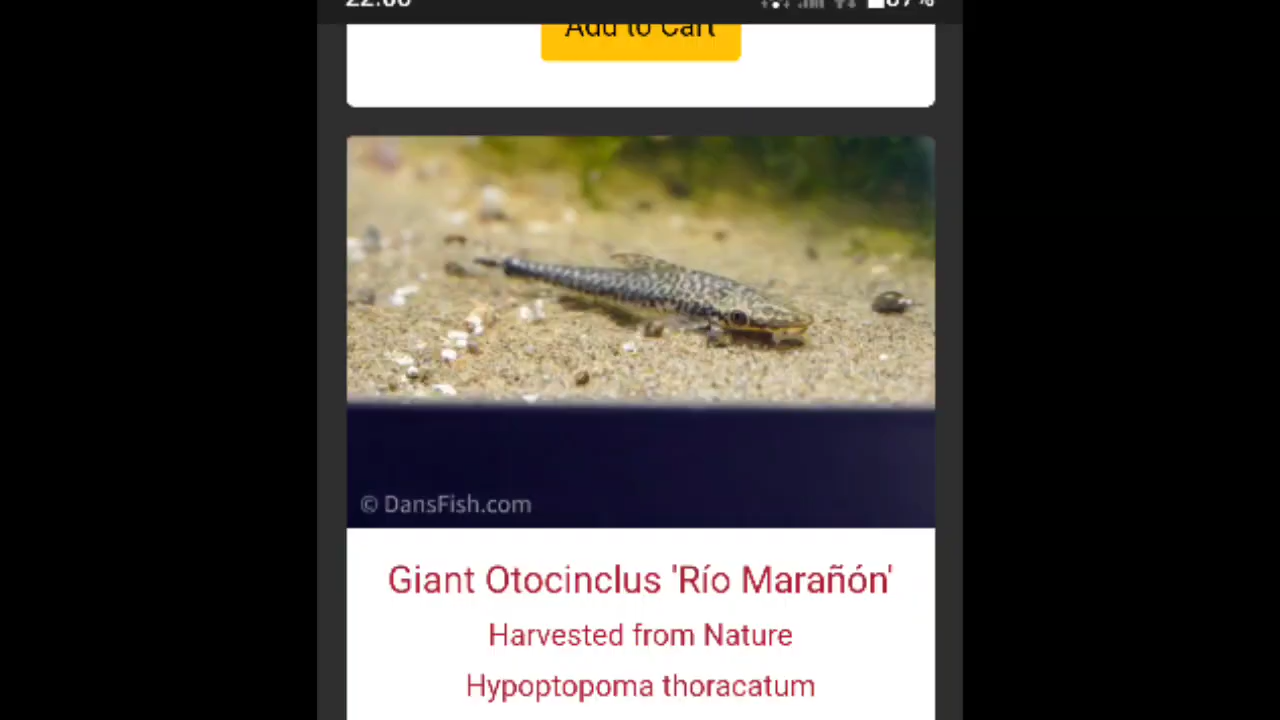 Add to Cart
© DansFish.com
Giant Otocinclus 'Río Marañón'
Harvested from Nature
Hypoptopoma thoracatum